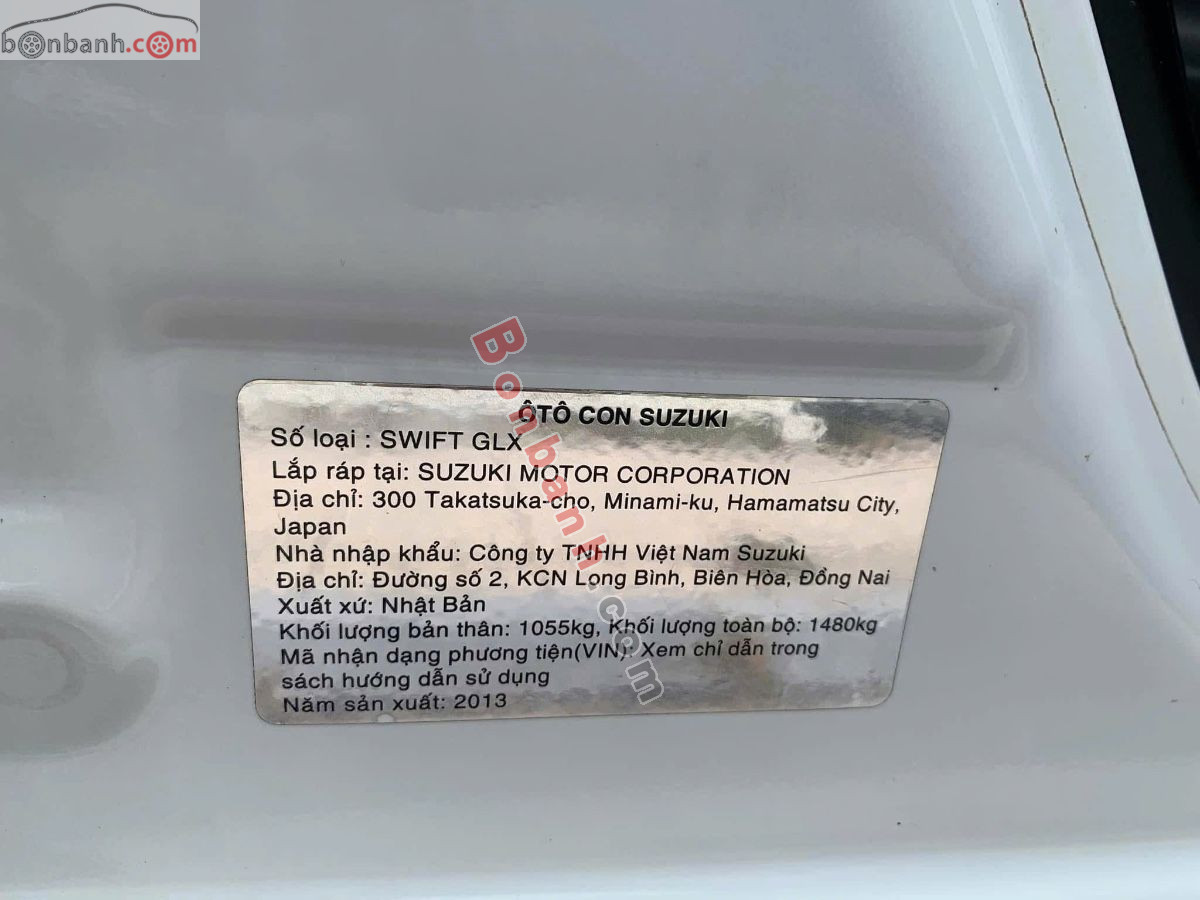 bonbanh.com
ÔTÔ CON SUZUKI
Số loại : SWIFT GLX
Lắp ráp tại: SUZUKI MOTOR CORPORATION
Địa chỉ: 300 Takatsuka-cho, Minami-ku, Hamamatsu City,
Japan
Nhà nhập khẩu: Công ty TNHH Việt Nam Suzuki
Địa chỉ: Đường số 2, KCN Long Bình, Biên Hòa, Đồng Nai
Xuất xứ: Nhật Bản
Khối lượng bản thân: 1055kg, Khối lượng toàn bộ: 1480kg
Mã nhận dạng phương tiện(VIN): Xem chỉ dẫn trong
sách hướng dẫn sử dụng
Năm sản xuất: 2013
Bonbanh.com